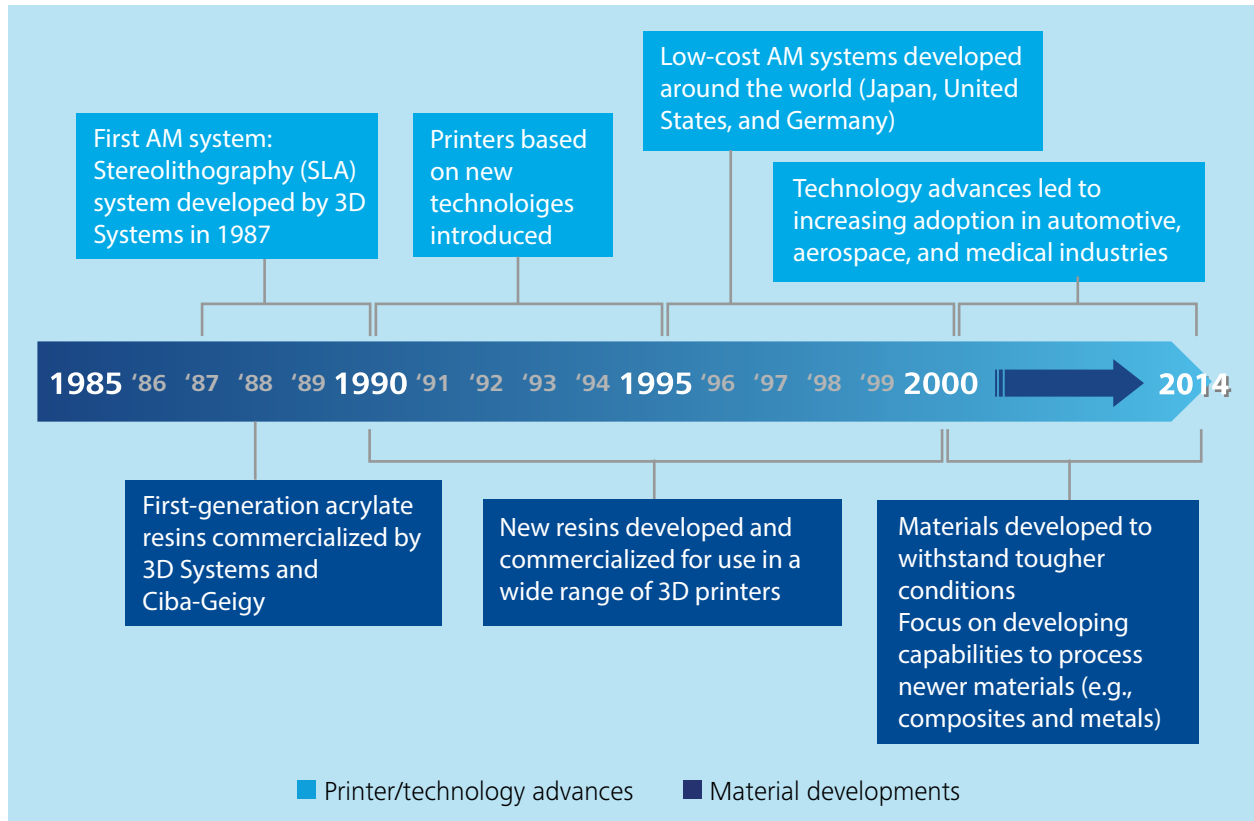 Low-cost AM systems developed
around the world (Japan, United
States, and Germany)
First AM system:
Stereolithography (SLA)
system developed by 3D
Systems in 1987
Printers based
on new
technoloiges
introduced
Technology advances led to
increasing adoption in automotive,
aerospace, and medical industries
1985 ‘86 ‘87 ‘88 ‘89 1990 ‘91 ‘92 ‘93 ‘94 1995 ‘96 ‘97 ‘98 ‘99 2000 2014
First-generation acrylate
resins commercialized by
3D Systems and
Ciba-Geigy
New resins developed and
commercialized for use in a
wide range of 3D printers
Materials developed to
withstand tougher
conditions
Focus on developing
capabilities to process
newer materials (e.g.,
composites and metals)
Printer/technology advances
Material developments